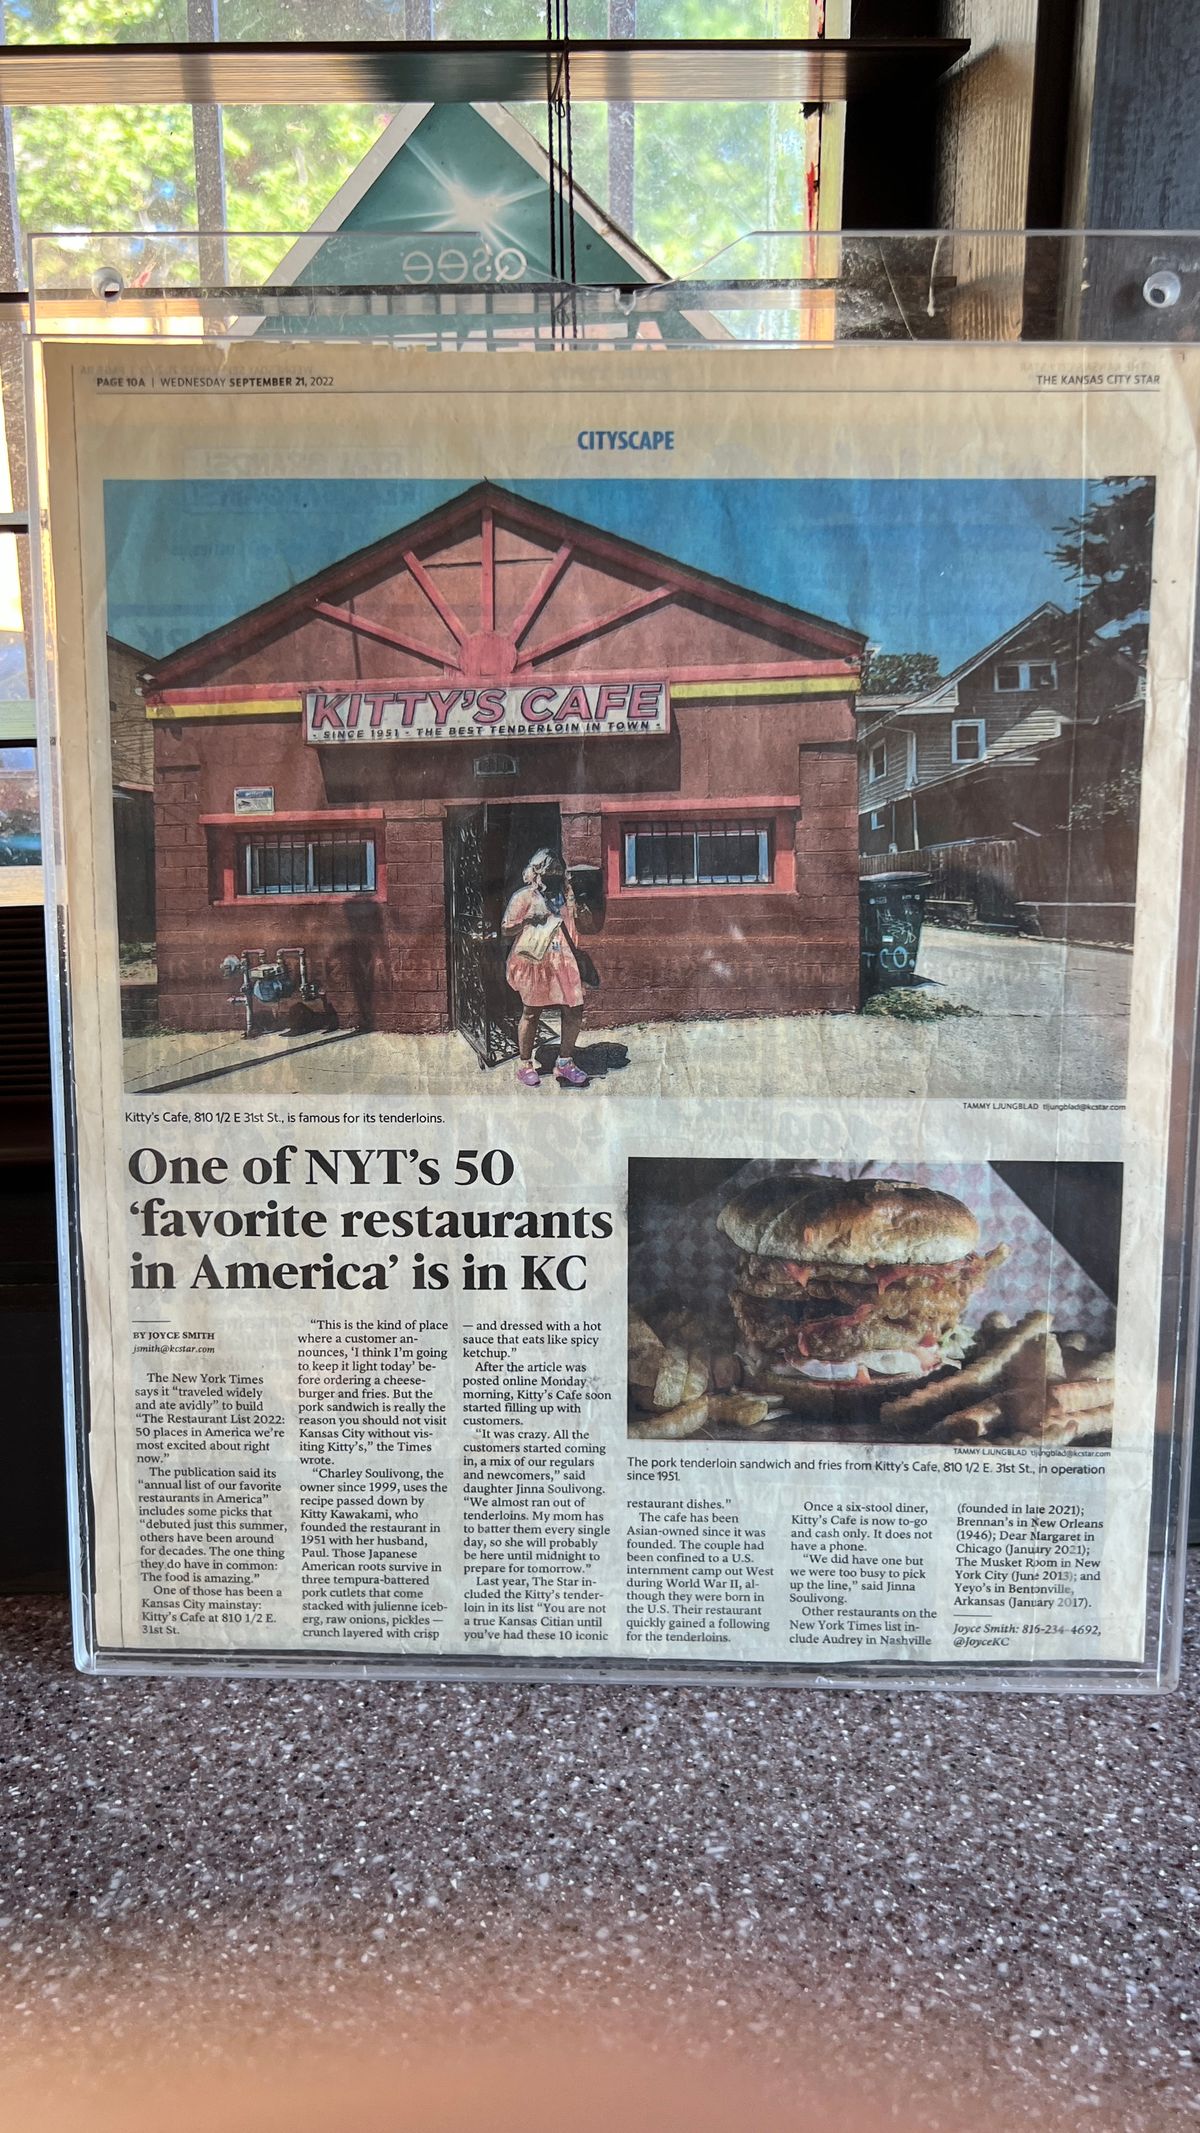 Q'see
PAGE 10A | WEDNESDAY SEPTEMBER 21, 2022
THE KANSAS CITY STAR
CITYSCAPE
KITTY'S CAFE
- SINCE 1951 - THE BEST TENDERLOIN IN TOWN -
CO.
TAMMY LJUNGBLAD tljungblad@kcstar.com
Kitty's Cafe, 810 1/2 E 31st St., is famous for its tenderloins.
One of NYT's 50
‘favorite restaurants
in America’ is in KC
BY JOYCE SMITH
jsmith@kcstar.com
The New York Times
says it “traveled widely
and ate avidly” to build
“The Restaurant List 2022:
50 places in America we're
most excited about right
now.”
The publication said its
“annual list of our favorite
restaurants in America”
includes some picks that
“debuted just this summer,
others have been around
for decades. The one thing
they do have in common:
The food is amazing.”
One of those has been a
Kansas City mainstay:
Kitty's Cafe at 810 1/2 E.
31st St.
“This is the kind of place
where a customer an-
nounces, ‘I think I'm going
to keep it light today’ be-
fore ordering a cheese-
burger and fries. But the
pork sandwich is really the
reason you should not visit
Kansas City without vis-
iting Kitty's,” the Times
wrote.
“Charley Soulivong, the
owner since 1999, uses the
recipe passed down by
Kitty Kawakami, who
founded the restaurant in
1951 with her husband,
Paul. Those Japanese
American roots survive in
three tempura-battered
pork cutlets that come
stacked with julienne iceb-
erg, raw onions, pickles —
crunch layered with crisp
— and dressed with a hot
sauce that eats like spicy
ketchup.”
After the article was
posted online Monday
morning, Kitty's Cafe soon
started filling up with
customers.
“It was crazy. All the
customers started coming
in, a mix of our regulars
and newcomers,” said
daughter Jinna Soulivong.
“We almost ran out of
tenderloins. My mom has
to batter them every single
day, so she will probably
be here until midnight to
prepare for tomorrow.”
Last year, The Star in-
cluded the Kitty's tender-
loin in its list “You are not
a true Kansas Citian until
you've had these 10 iconic
TAMMY LJUNGBLAD tljungblad@kcstar.com
The pork tenderloin sandwich and fries from Kitty's Cafe, 810 1/2 E. 31st St., in operation
since 1951.
restaurant dishes.”
The cafe has been
Asian-owned since it was
founded. The couple had
been confined to a U.S.
internment camp out West
during World War II, al-
though they were born in
the U.S. Their restaurant
quickly gained a following
for the tenderloins.
Once a six-stool diner,
Kitty's Cafe is now to-go
and cash only. It does not
have a phone.
“We did have one but
we were too busy to pick
up the line,” said Jinna
Soulivong.
Other restaurants on the
New York Times list in-
clude Audrey in Nashville
(founded in late 2021);
Brennan's in New Orleans
(1946); Dear Margaret in
Chicago (January 2021);
The Musket Room in New
York City (June 2013); and
Yeyo's in Bentonville,
Arkansas (January 2017).
Joyce Smith: 816-234-4692,
@JoyceKC